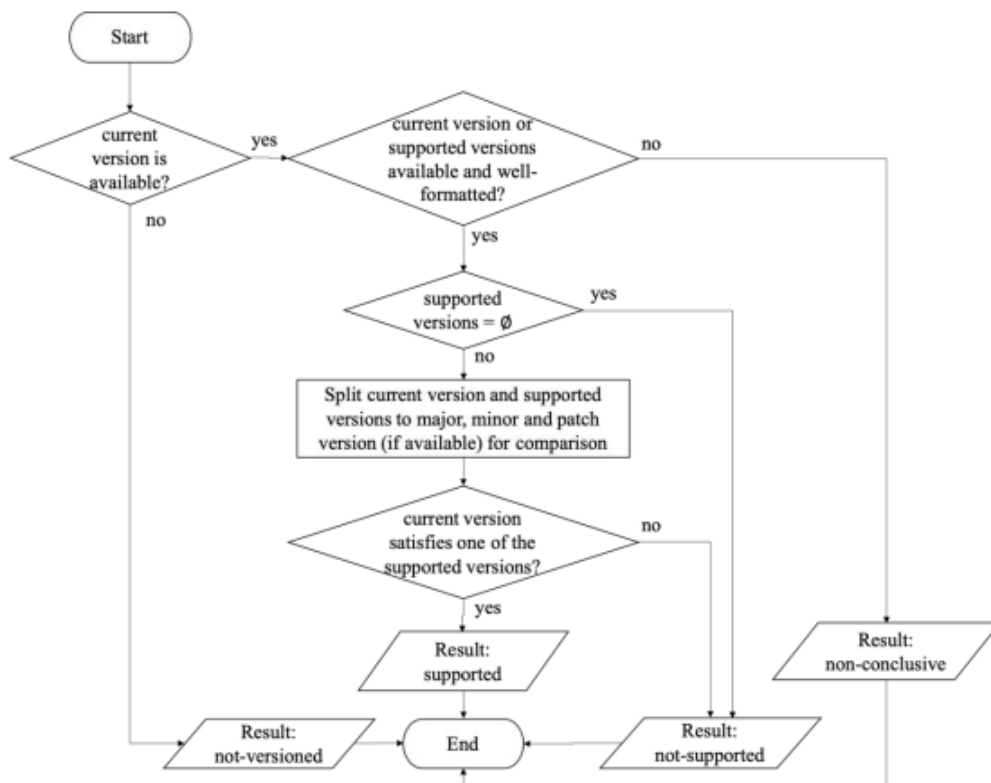 Start
current
version is
available?
yes
no
current version or
supported versions
available and well-
formatted?
no
yes
supported
versions = ∅
yes
no
Split current version and supported
versions to major, minor and patch
version (if available) for comparison
current version
satisfies one of the
supported versions?
no
yes
Result:
supported
Result:
non-conclusive
Result:
not-versioned
End
Result:
not-supported